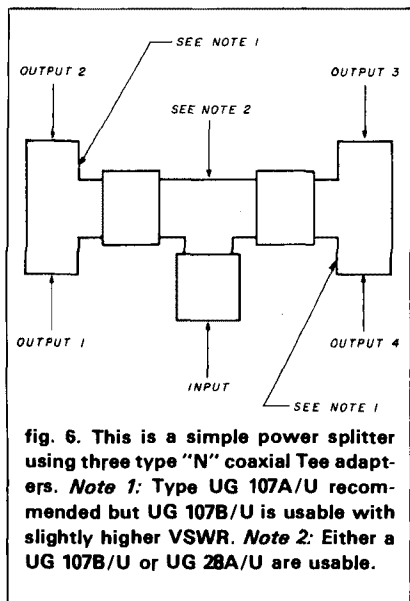 SEE NOTE 1
OUTPUT 2
OUTPUT 3
SEE NOTE 2
OUTPUT 1
OUTPUT 4
INPUT
SEE NOTE 1
fig. 6. This is a simple power splitter
using three type "N" coaxial Tee adapt-
ers. Note 1: Type UG 107A/U recom-
mended but UG 107B/U is usable with
slightly higher VSWR. Note 2: Either a
UG 107B/U or UG 28A/U are usable.